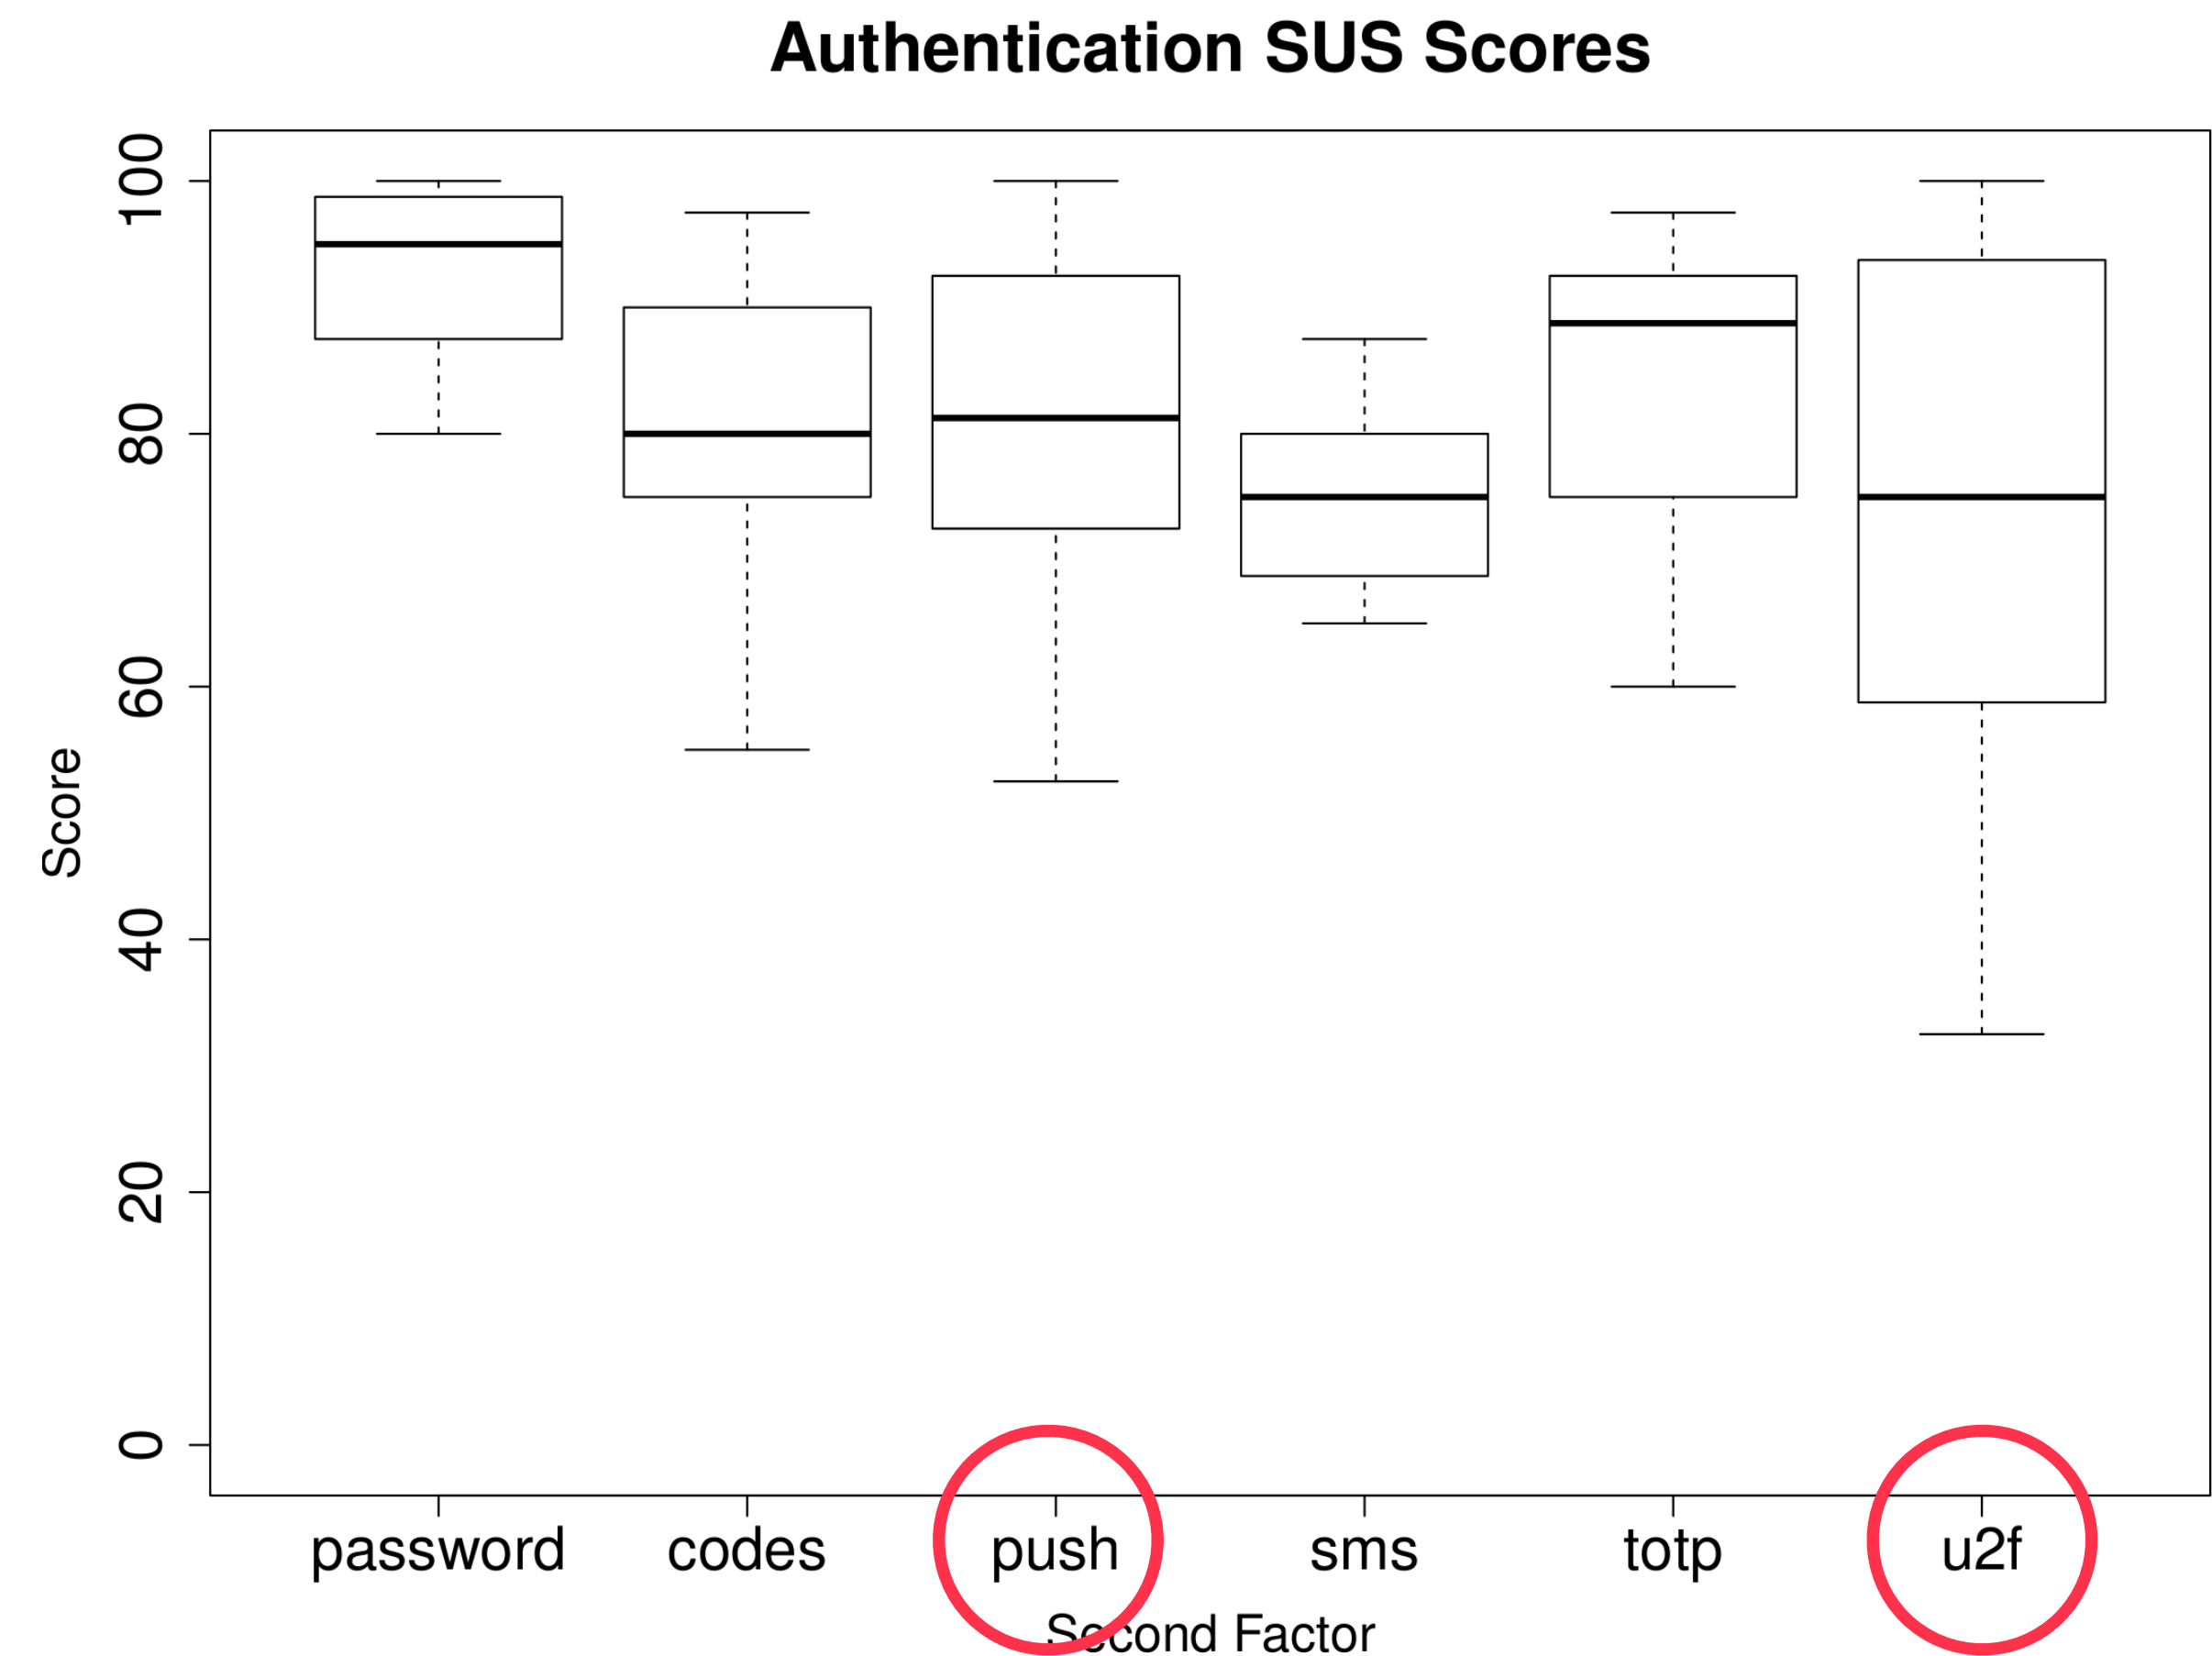 Authentication SUS Scores
100
80
60
40
20
0
Score
password codes push sms totp u2f
Second Factor